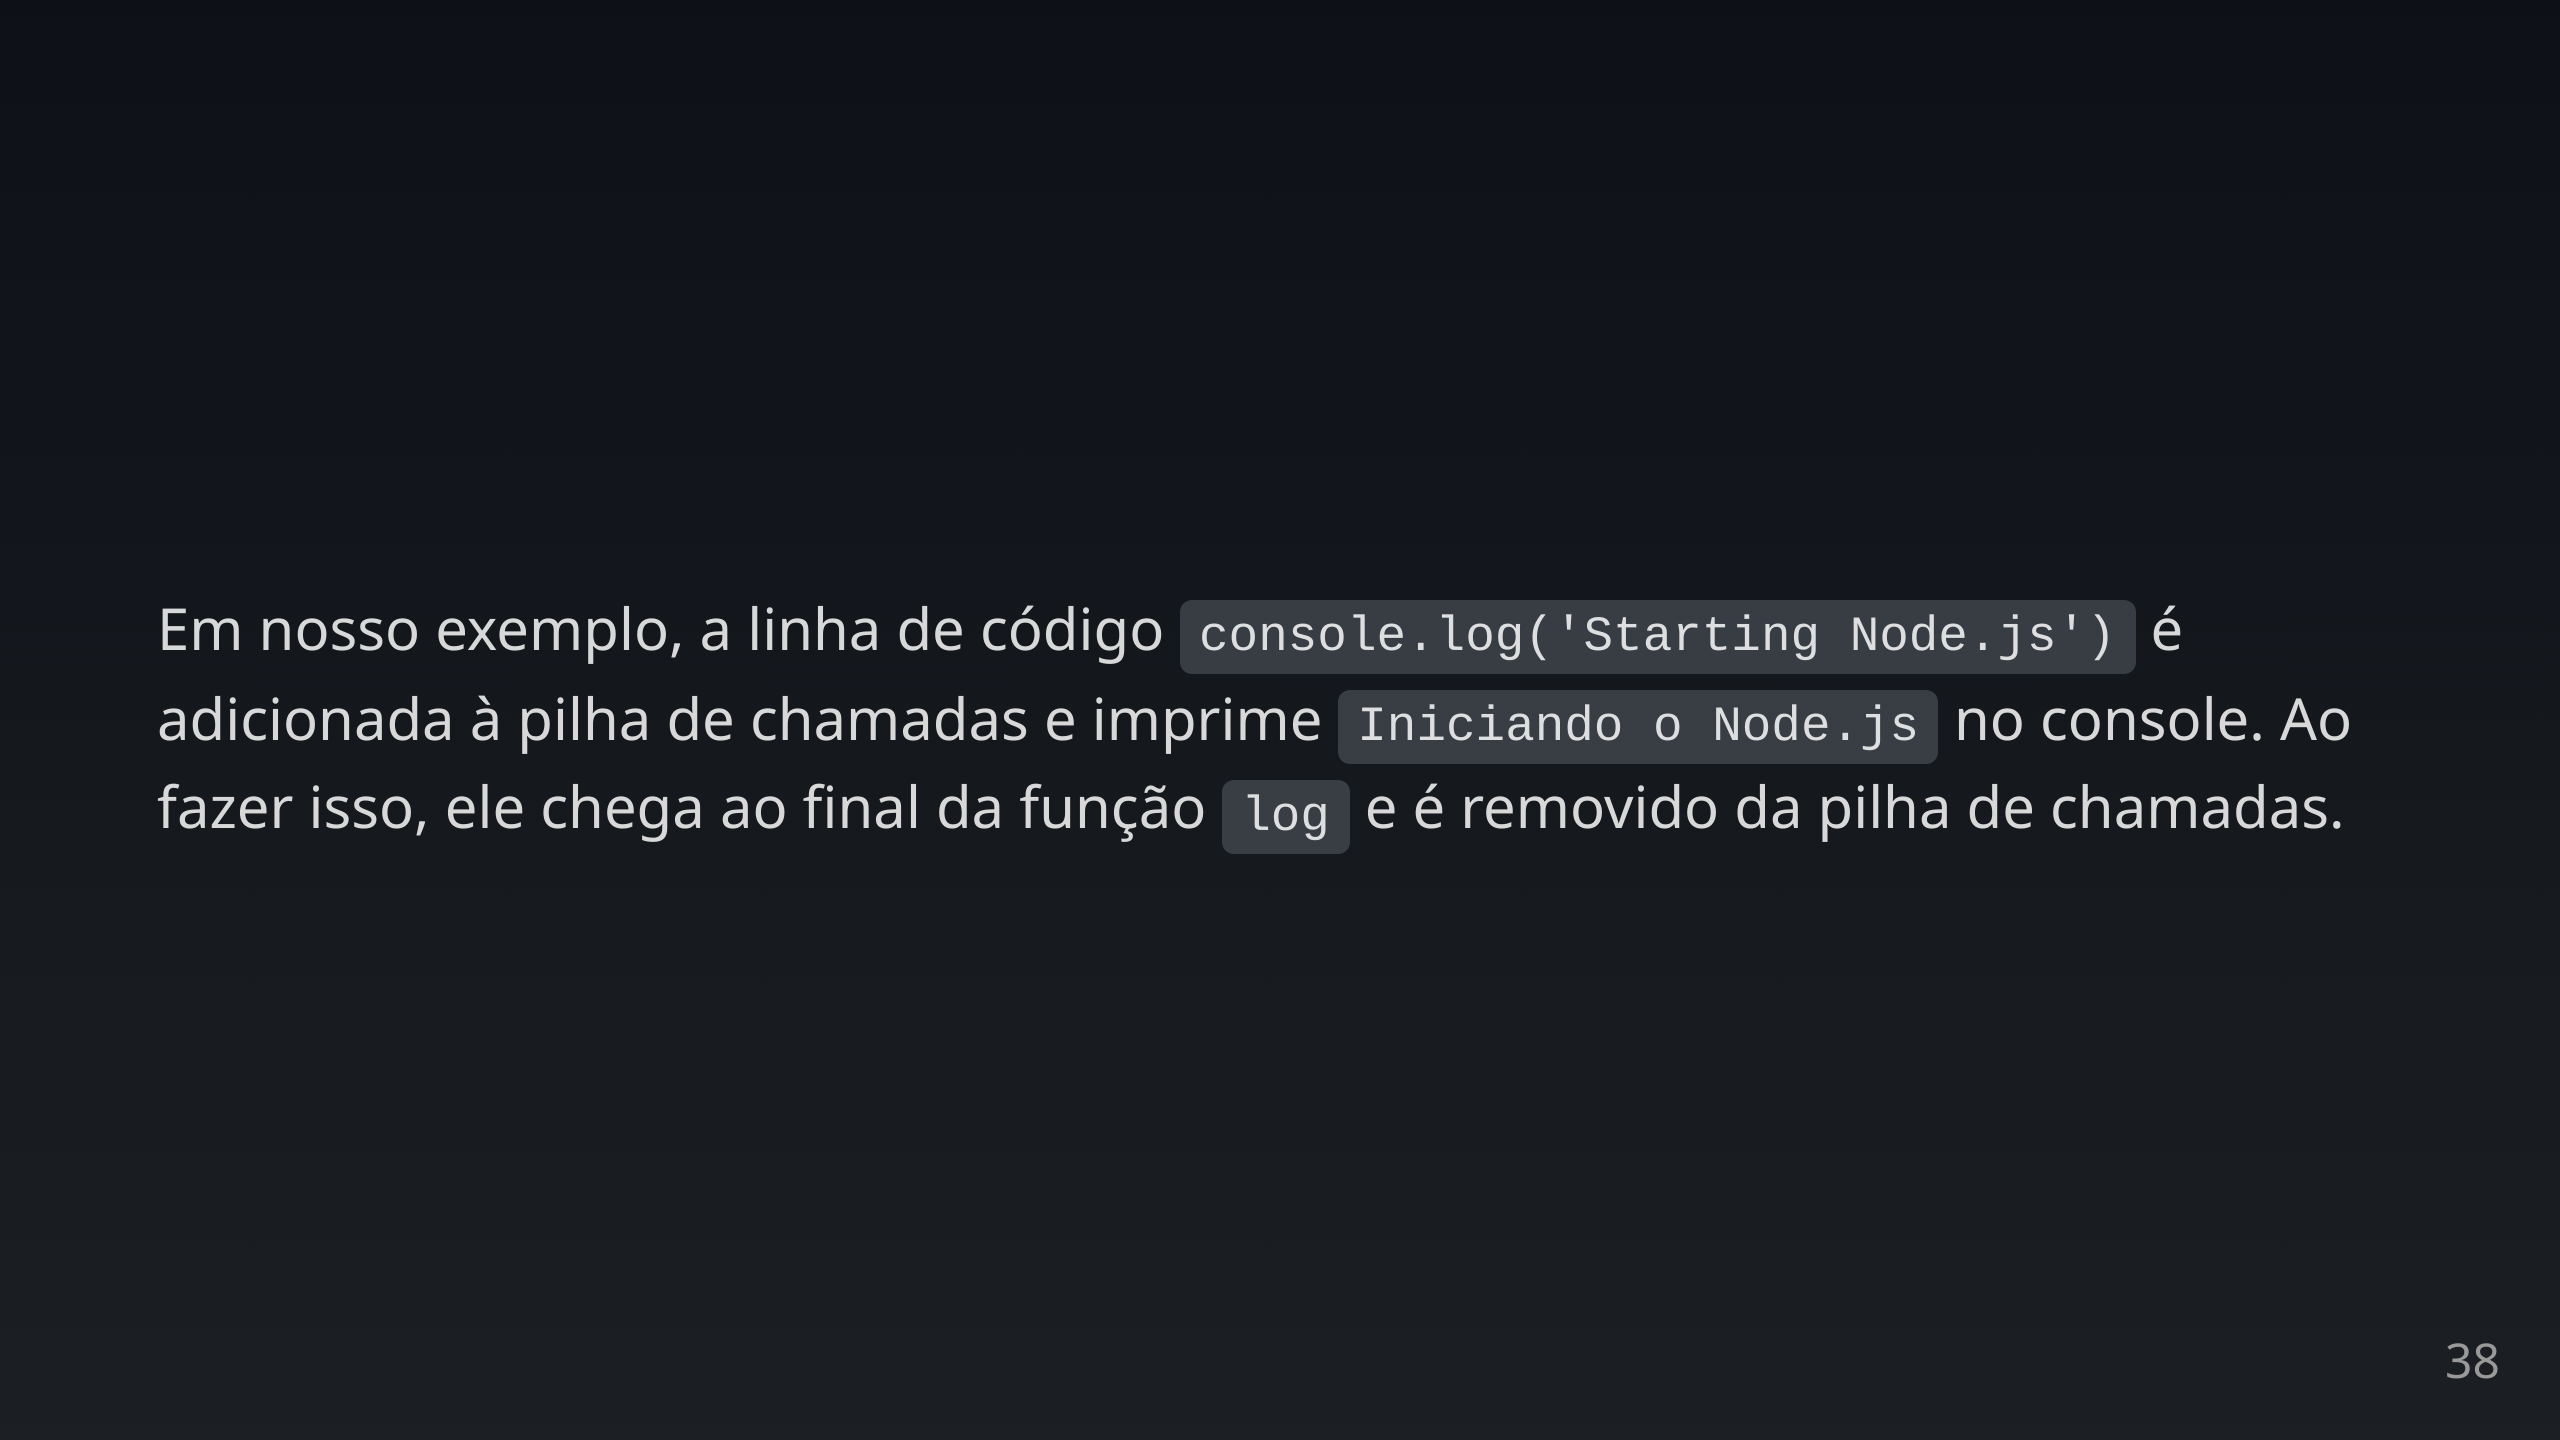 Em nosso exemplo, a linha de código console.log('Starting Node.js') é
adicionada à pilha de chamadas e imprime Iniciando o Node.js no console. Ao
fazer isso, ele chega ao final da função log e é removido da pilha de chamadas.
38